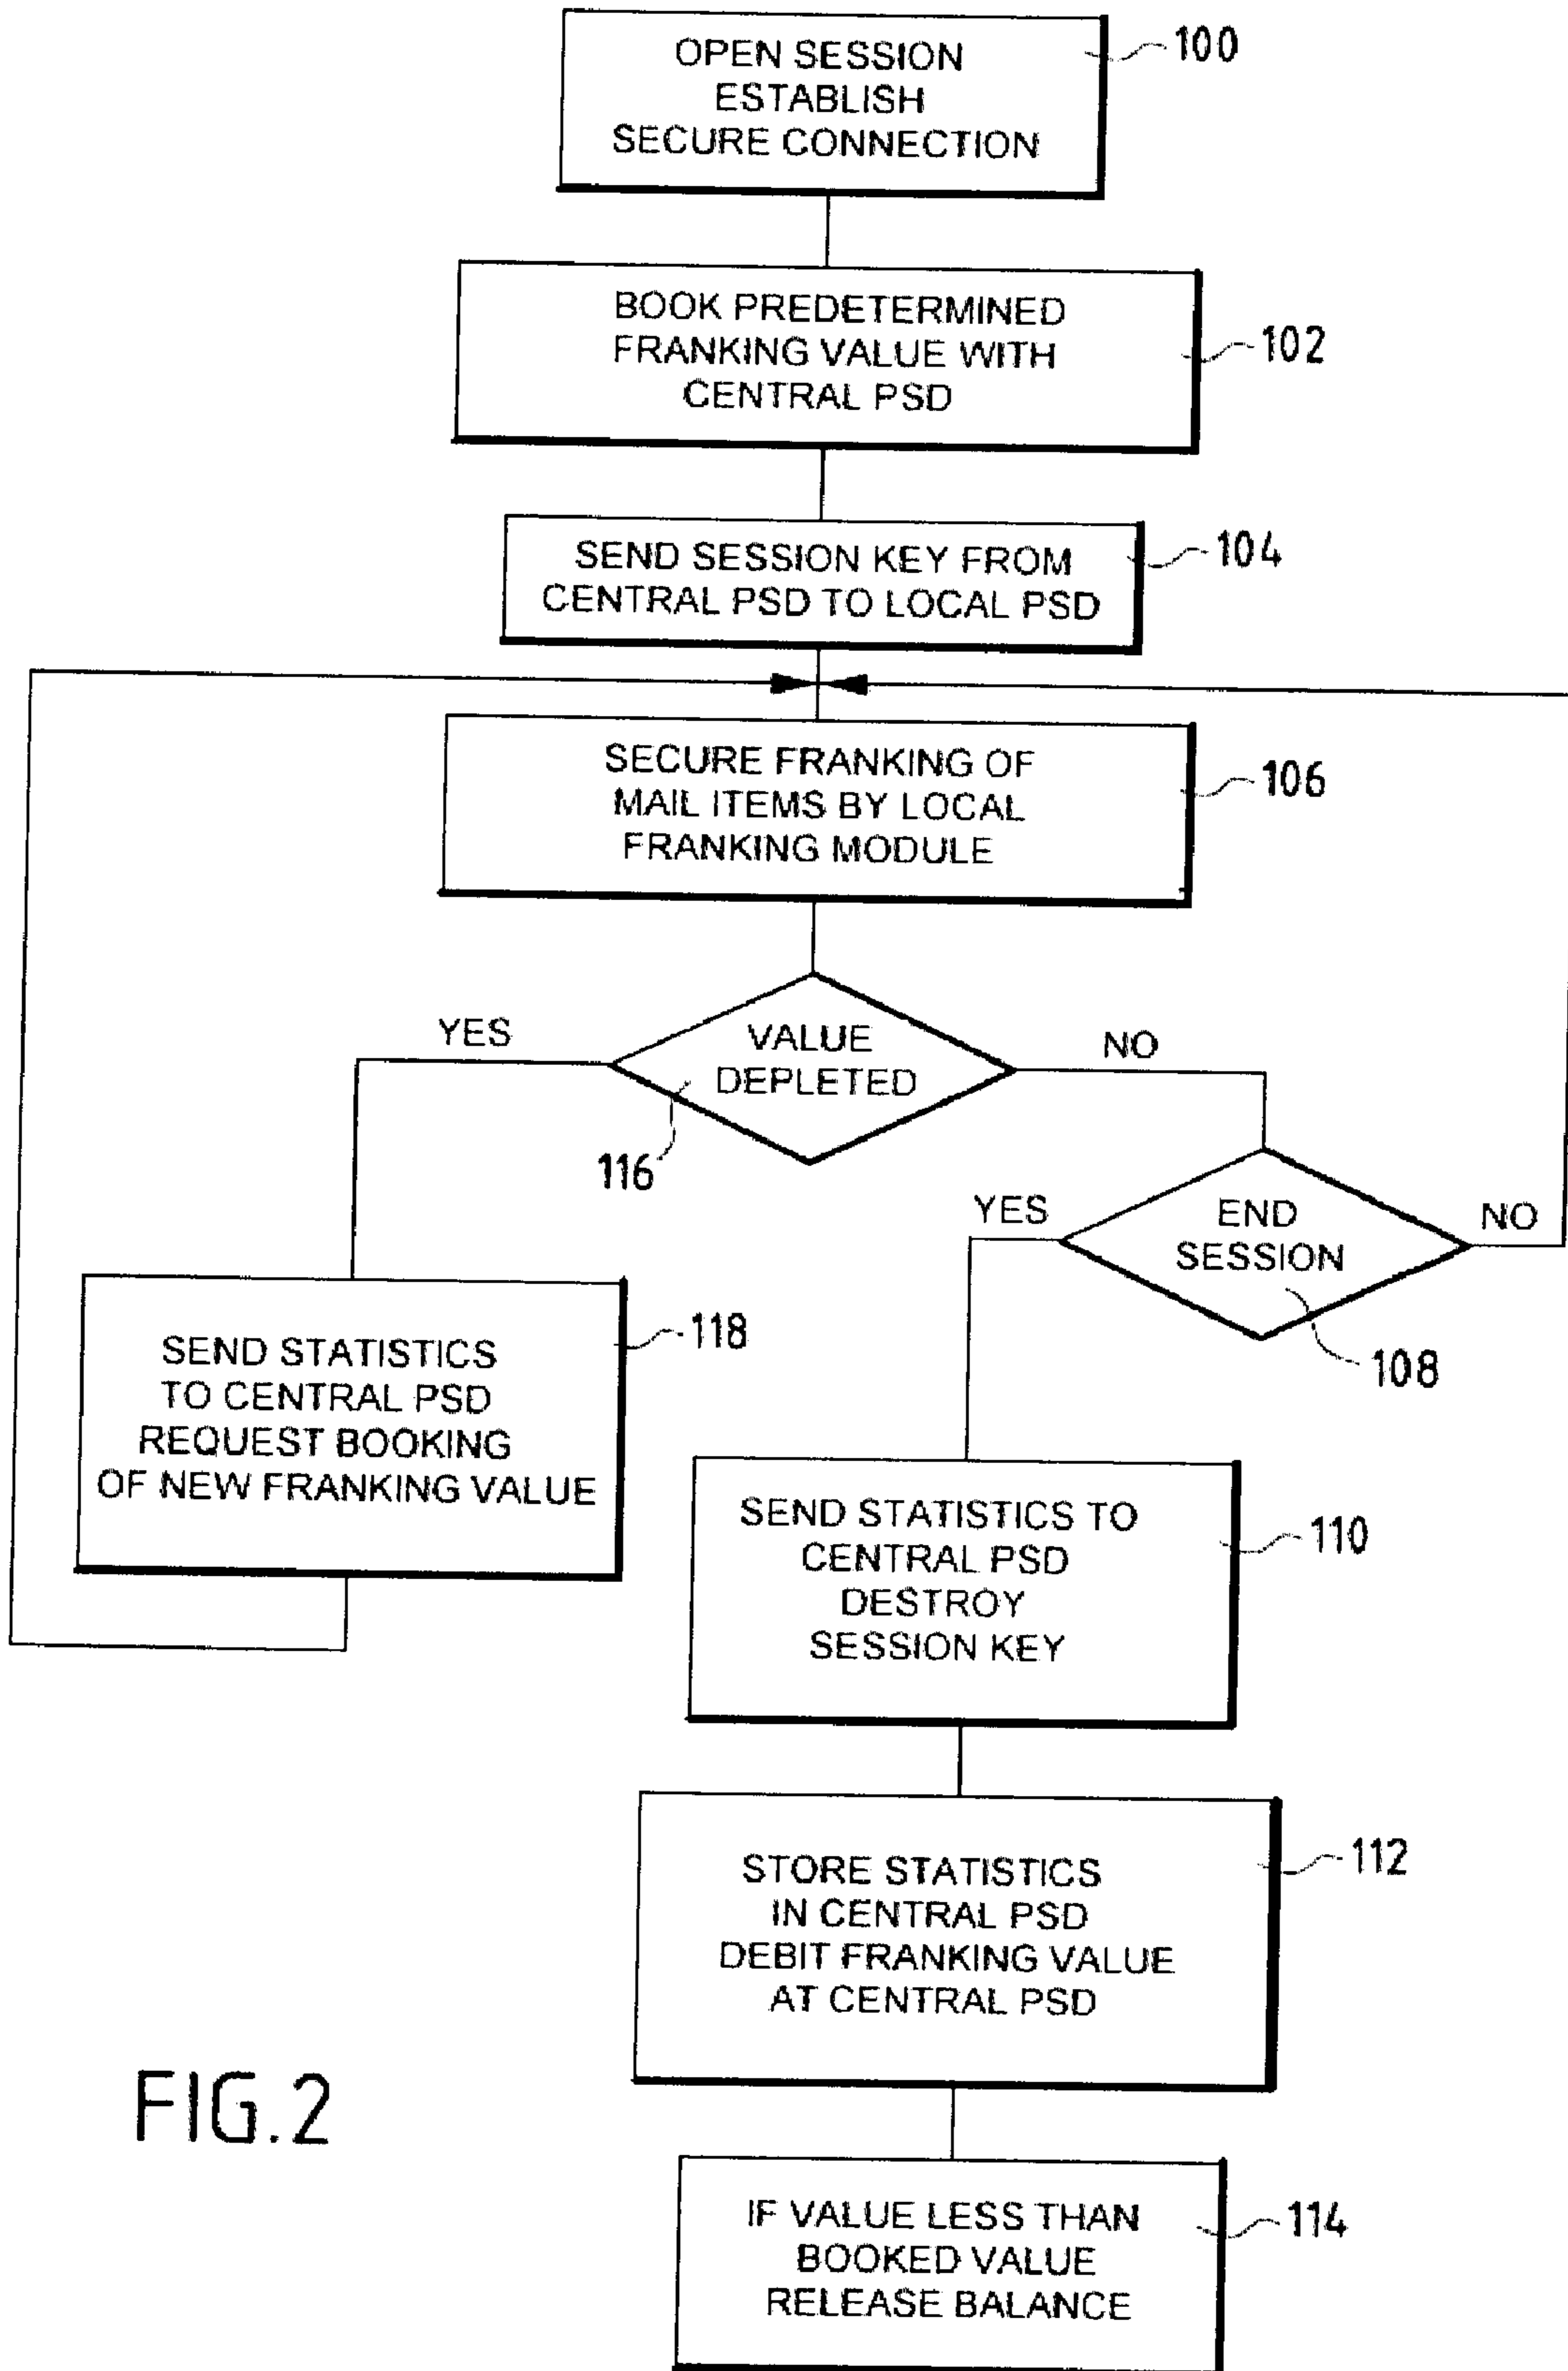 OPEN SESSION
ESTABLISH
SECURE CONNECTION
100
BOOK PREDETERMINED
FRANKING VALUE WITH
CENTRAL PSD
102
SEND SESSION KEY FROM
CENTRAL PSD TO LOCAL PSD
104
SECURE FRANKING OF
MAIL ITEMS BY LOCAL
FRANKING MODULE
106
YES
VALUE
DEPLETED
NO
116
YES
END
SESSION
NO
108
SEND STATISTICS
TO CENTRAL PSD
REQUEST BOOKING
OF NEW FRANKING VALUE
118
SEND STATISTICS TO
CENTRAL PSD
DESTROY
SESSION KEY
110
STORE STATISTICS
IN CENTRAL PSD
DEBIT FRANKING VALUE
AT CENTRAL PSD
112
IF VALUE LESS THAN
BOOKED VALUE
RELEASE BALANCE
114
FIG.2